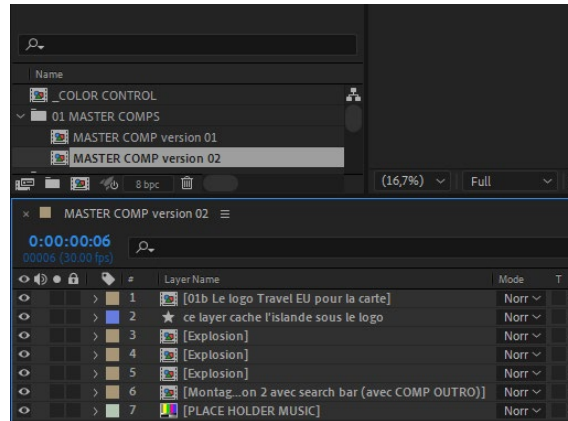 Name
_COLOR CONTROL
01 MASTER COMPS
MASTER COMP version 01
MASTER COMP version 02
8 bpc
(16,7%) Full
× MASTER COMP version 02
0:00:00:06
00006 (30.00 fps)
# Layer Name Mode T
1 [01b Le logo Travel EU pour la carte] Norr
2 ce layer cache l'islande sous le logo Norr
3 [Explosion] Norr
4 [Explosion] Norr
5 [Explosion] Norr
6 [Montag...on 2 avec search bar (avec COMP OUTRO)] Norr
7 [PLACE HOLDER MUSIC] Norr